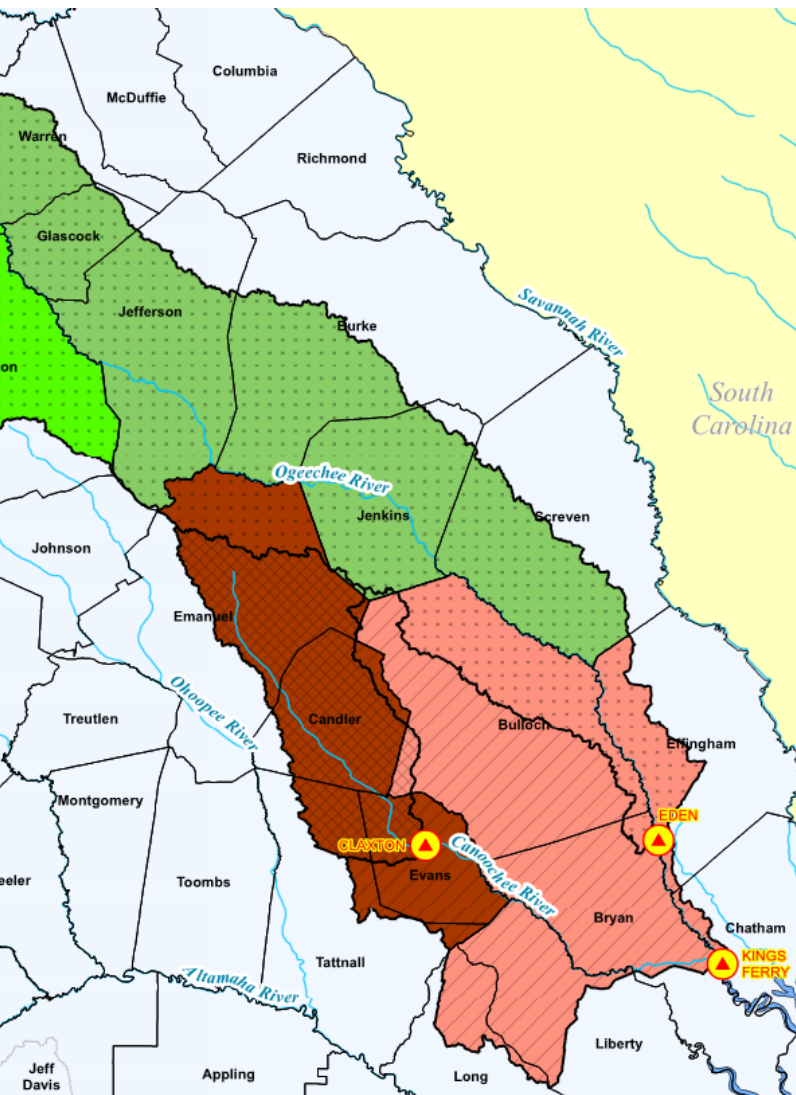 Columbia
McDuffie
Warren
Richmond
Glascock
Jefferson
Burke
Savannah River
on
South
Carolina
Ogeechee River
Jenkins
Screven
Johnson
Emanuel
Ohoopee River
Treutlen
Candler
Bulloch
Effingham
Montgomery
EDEN
CLAXTON
Canoochee River
eeler
Toombs
Evans
Bryan
Chatham
Tattnall
KINGS
FERRY
Altamaha River
Liberty
Jeff
Davis
Appling
Long